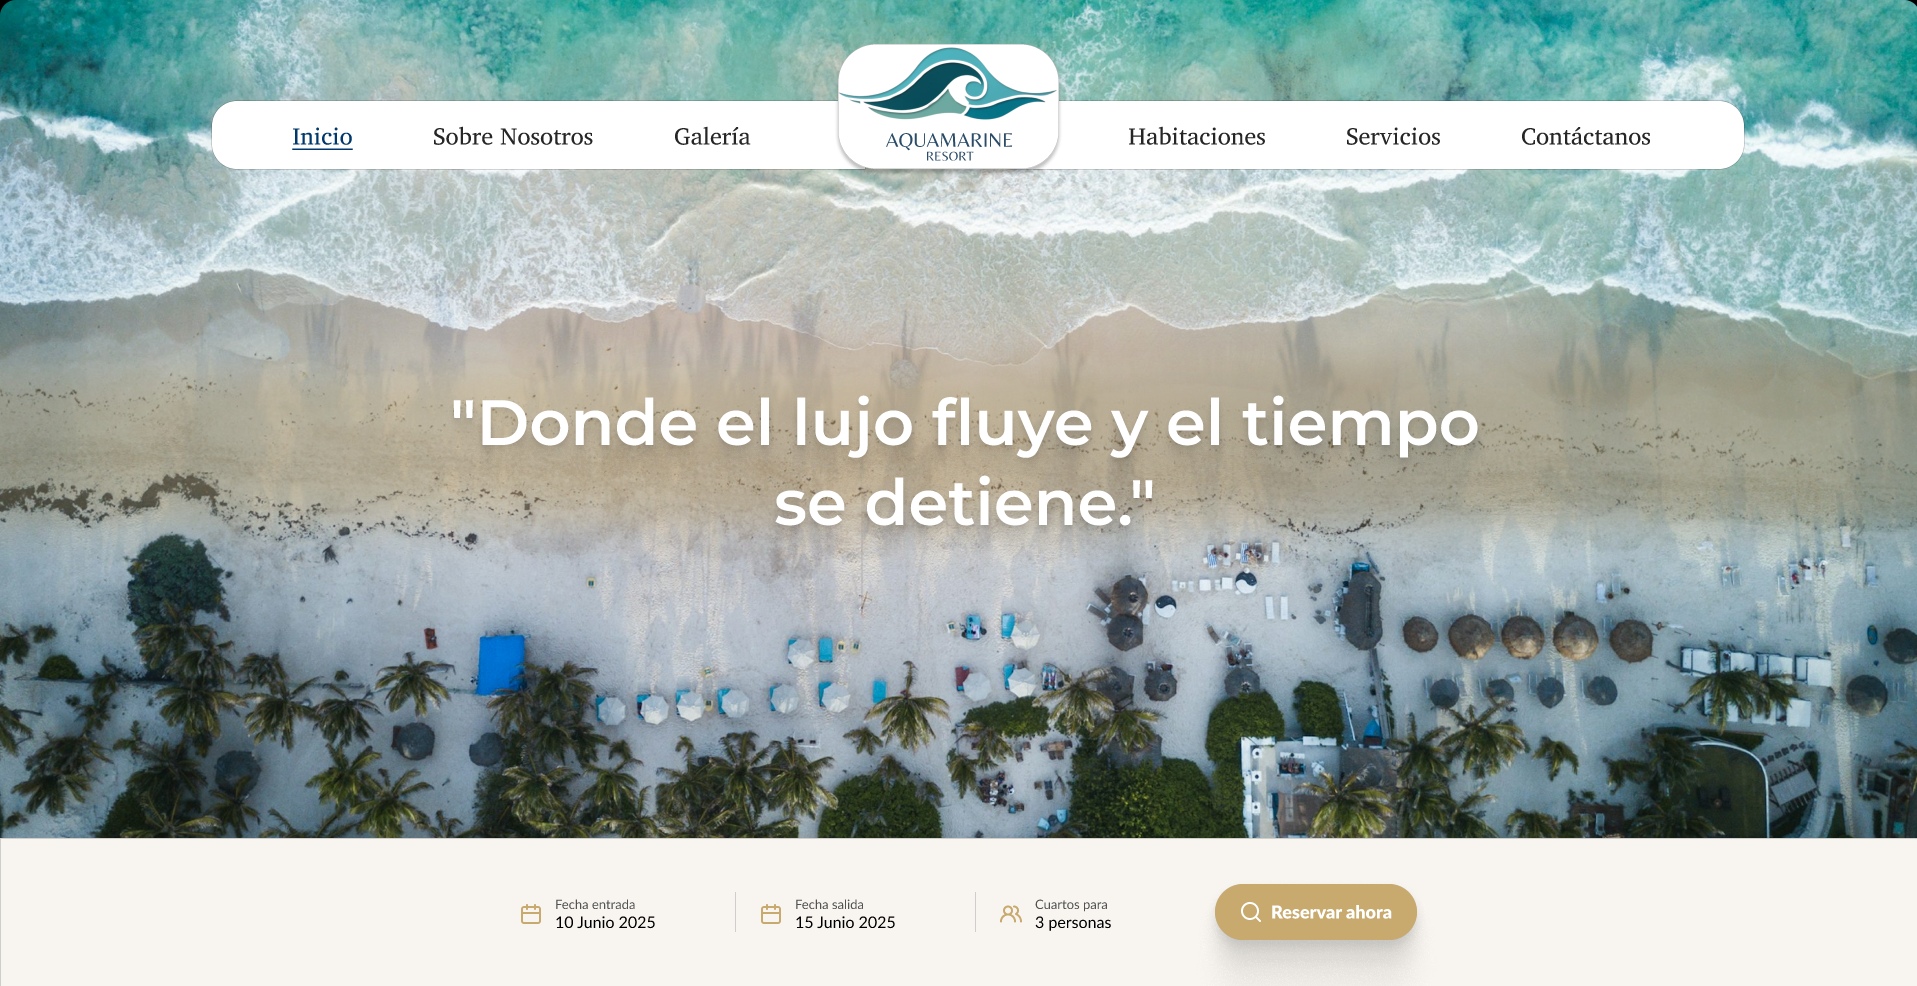 Inicio
Sobre Nosotros
Galería
AQUAMARINE
RESORT
Habitaciones
Servicios
Contáctanos
"Donde el lujo fluye y el tiempo
se detiene."
Fecha entrada
10 Junio 2025
Fecha salida
15 Junio 2025
Cuartos para
3 personas
Reservar ahora